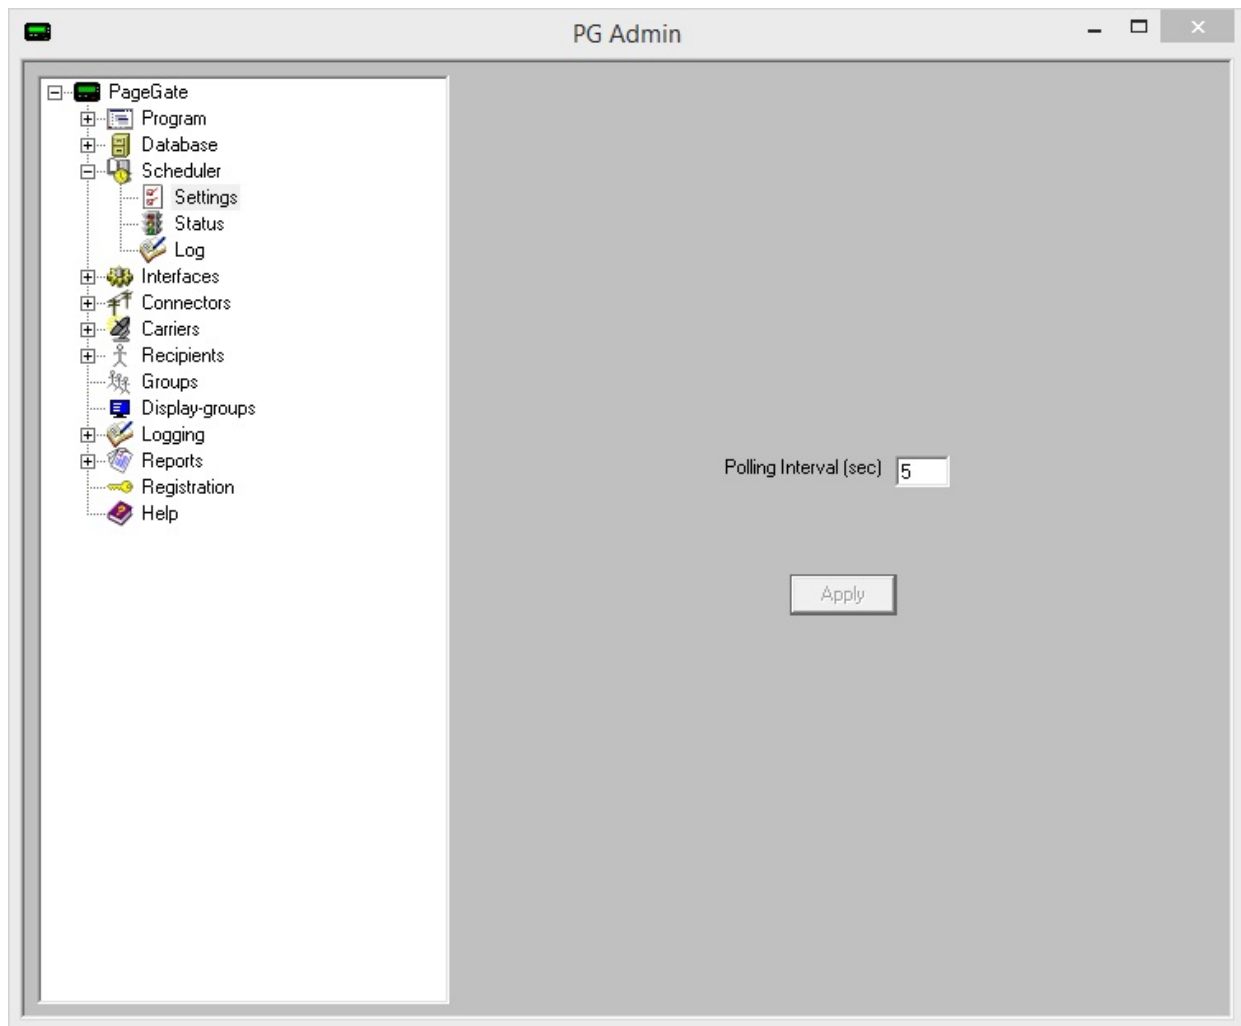 PG Admin
PageGate
Program
Database
Scheduler
Settings
Status
Log
Interfaces
Connectors
Carriers
Recipients
Groups
Display-groups
Logging
Reports
Registration
Help
Polling Interval (sec) 5
Apply